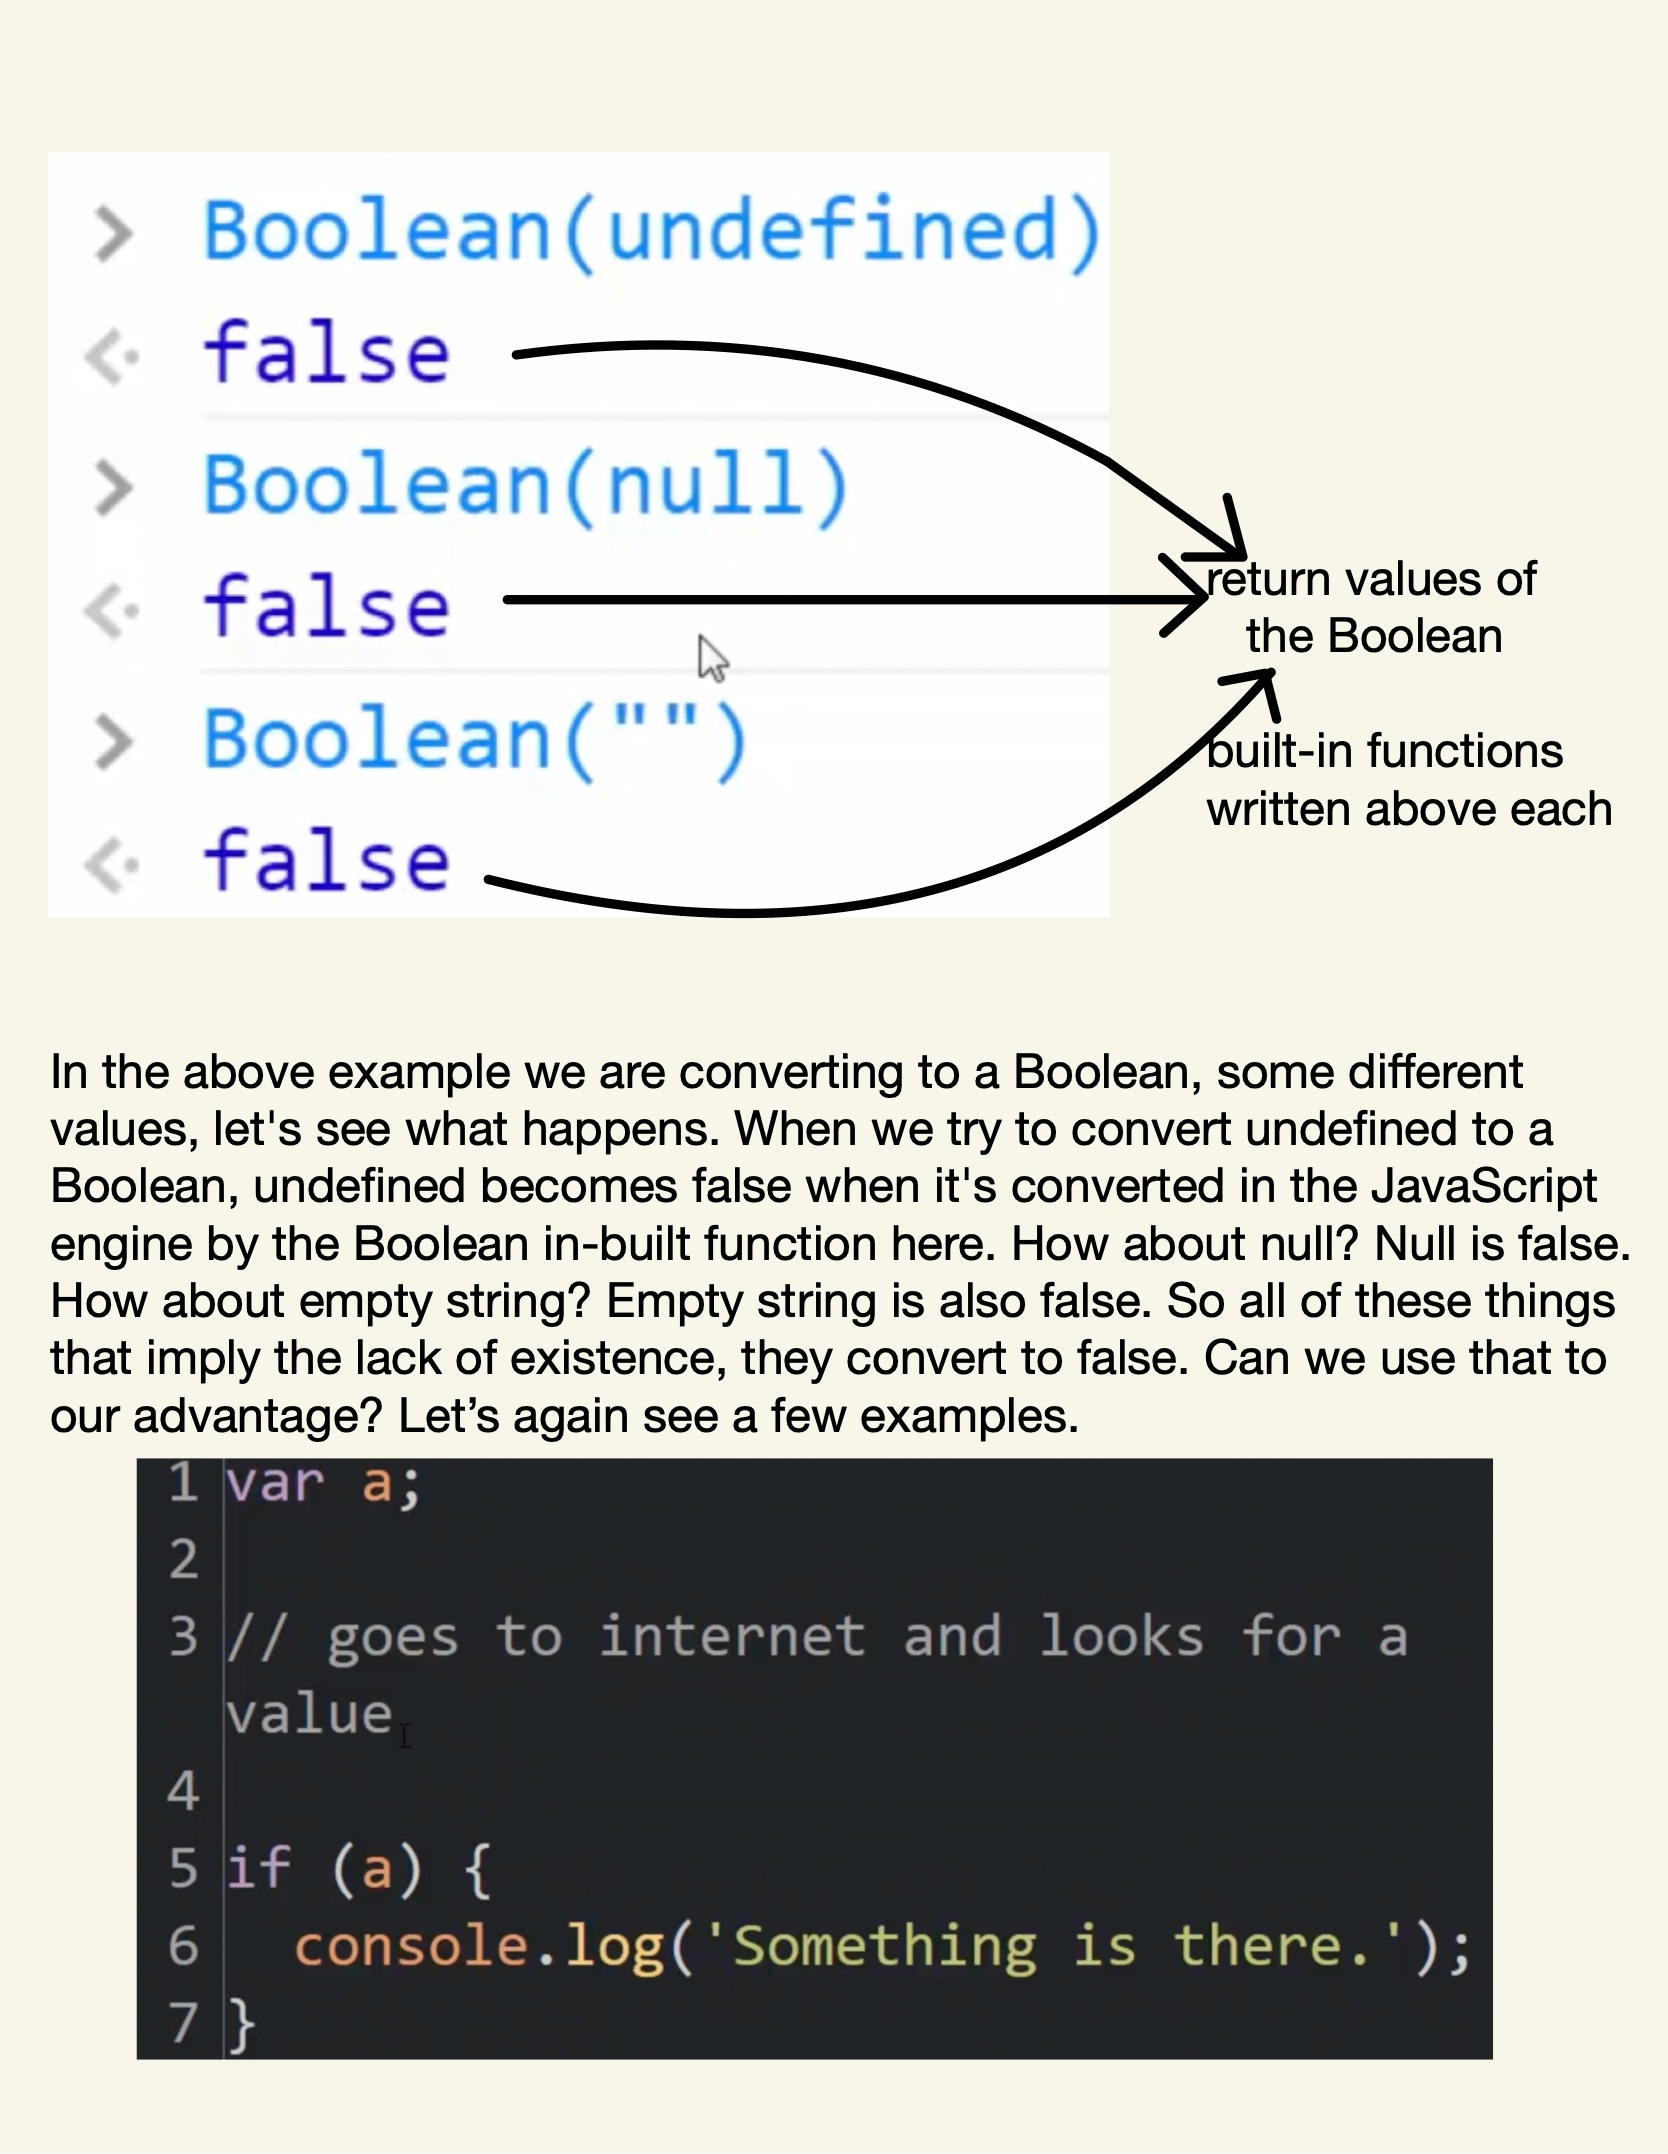 > Boolean(undefined)
<· false
> Boolean(null)
<· false
> Boolean("")
<· false
return values of
the Boolean
built-in functions
written above each
In the above example we are converting to a Boolean, some different
values, let's see what happens. When we try to convert undefined to a
Boolean, undefined becomes false when it's converted in the JavaScript
engine by the Boolean in-built function here. How about null? Null is false.
How about empty string? Empty string is also false. So all of these things
that imply the lack of existence, they convert to false. Can we use that to
our advantage? Let’s again see a few examples.
1 var a;
2
3 // goes to internet and looks for a
value
4
5 if (a) {
6 console.log('Something is there.');
7 }